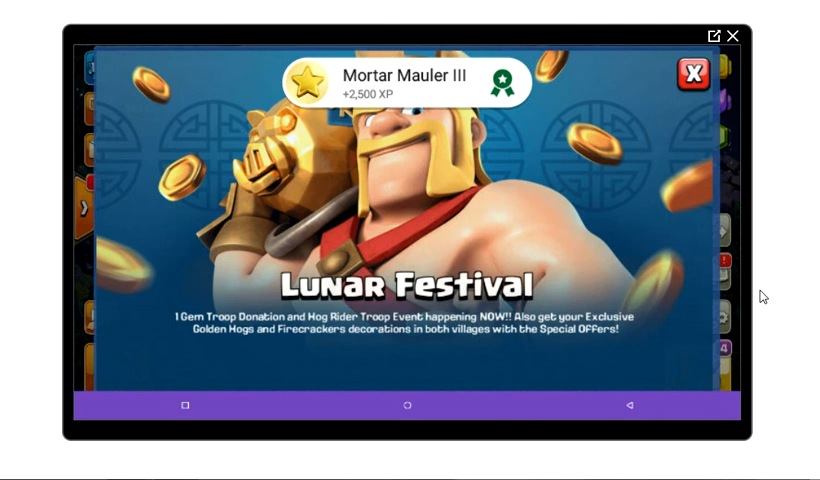 Mortar Mauler III
+2,500 XP
X
Lunar Festival
1 Gem Troop Donation and Hog Rider Troop Event happening NOW!! Also get your Exclusive
Golden Hogs and Firecrackers decorations in both villages with the Special Offers!
!
4